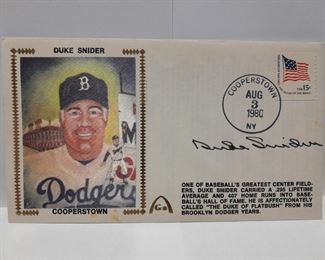 DUKE SNIDER
B
Dodgers
COOPERSTOWN
COOPERSTOWN
AUG
3
1980
NY
USA 15c
Duke Snider
ONE OF BASEBALL'S GREATEST CENTER FIELD-
ERS, DUKE SNIDER CARRIED A .295 LIFETIME
AVERAGE AND 407 HOME RUNS INTO BASE-
BALL'S HALL OF FAME. HE IS AFFECTIONATELY
CALLED "THE DUKE OF FLATBUSH" FROM HIS
BROOKLYN DODGER YEARS.